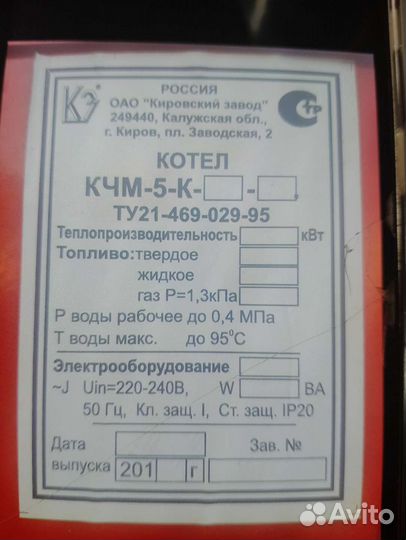 РОССИЯ
КЗ ОАО "Кировский завод" СТР
249440, Калужская обл.,
г. Киров, пл. Заводская, 2
КОТЕЛ
КЧМ-5-К- - ,
ТУ21-469-029-95
Теплопроизводительность кВт
Топливо: твердое
жидкое
газ Р=1,3кПа
Р воды рабочее до 0,4 МПа
Т воды макс. до 95°С
Электрооборудование
~J Uin=220-240В, W ВА
50 Гц, Кл. защ. I, Ст. защ. IP20
Дата выпуска 201 г
Зав. №
Avito